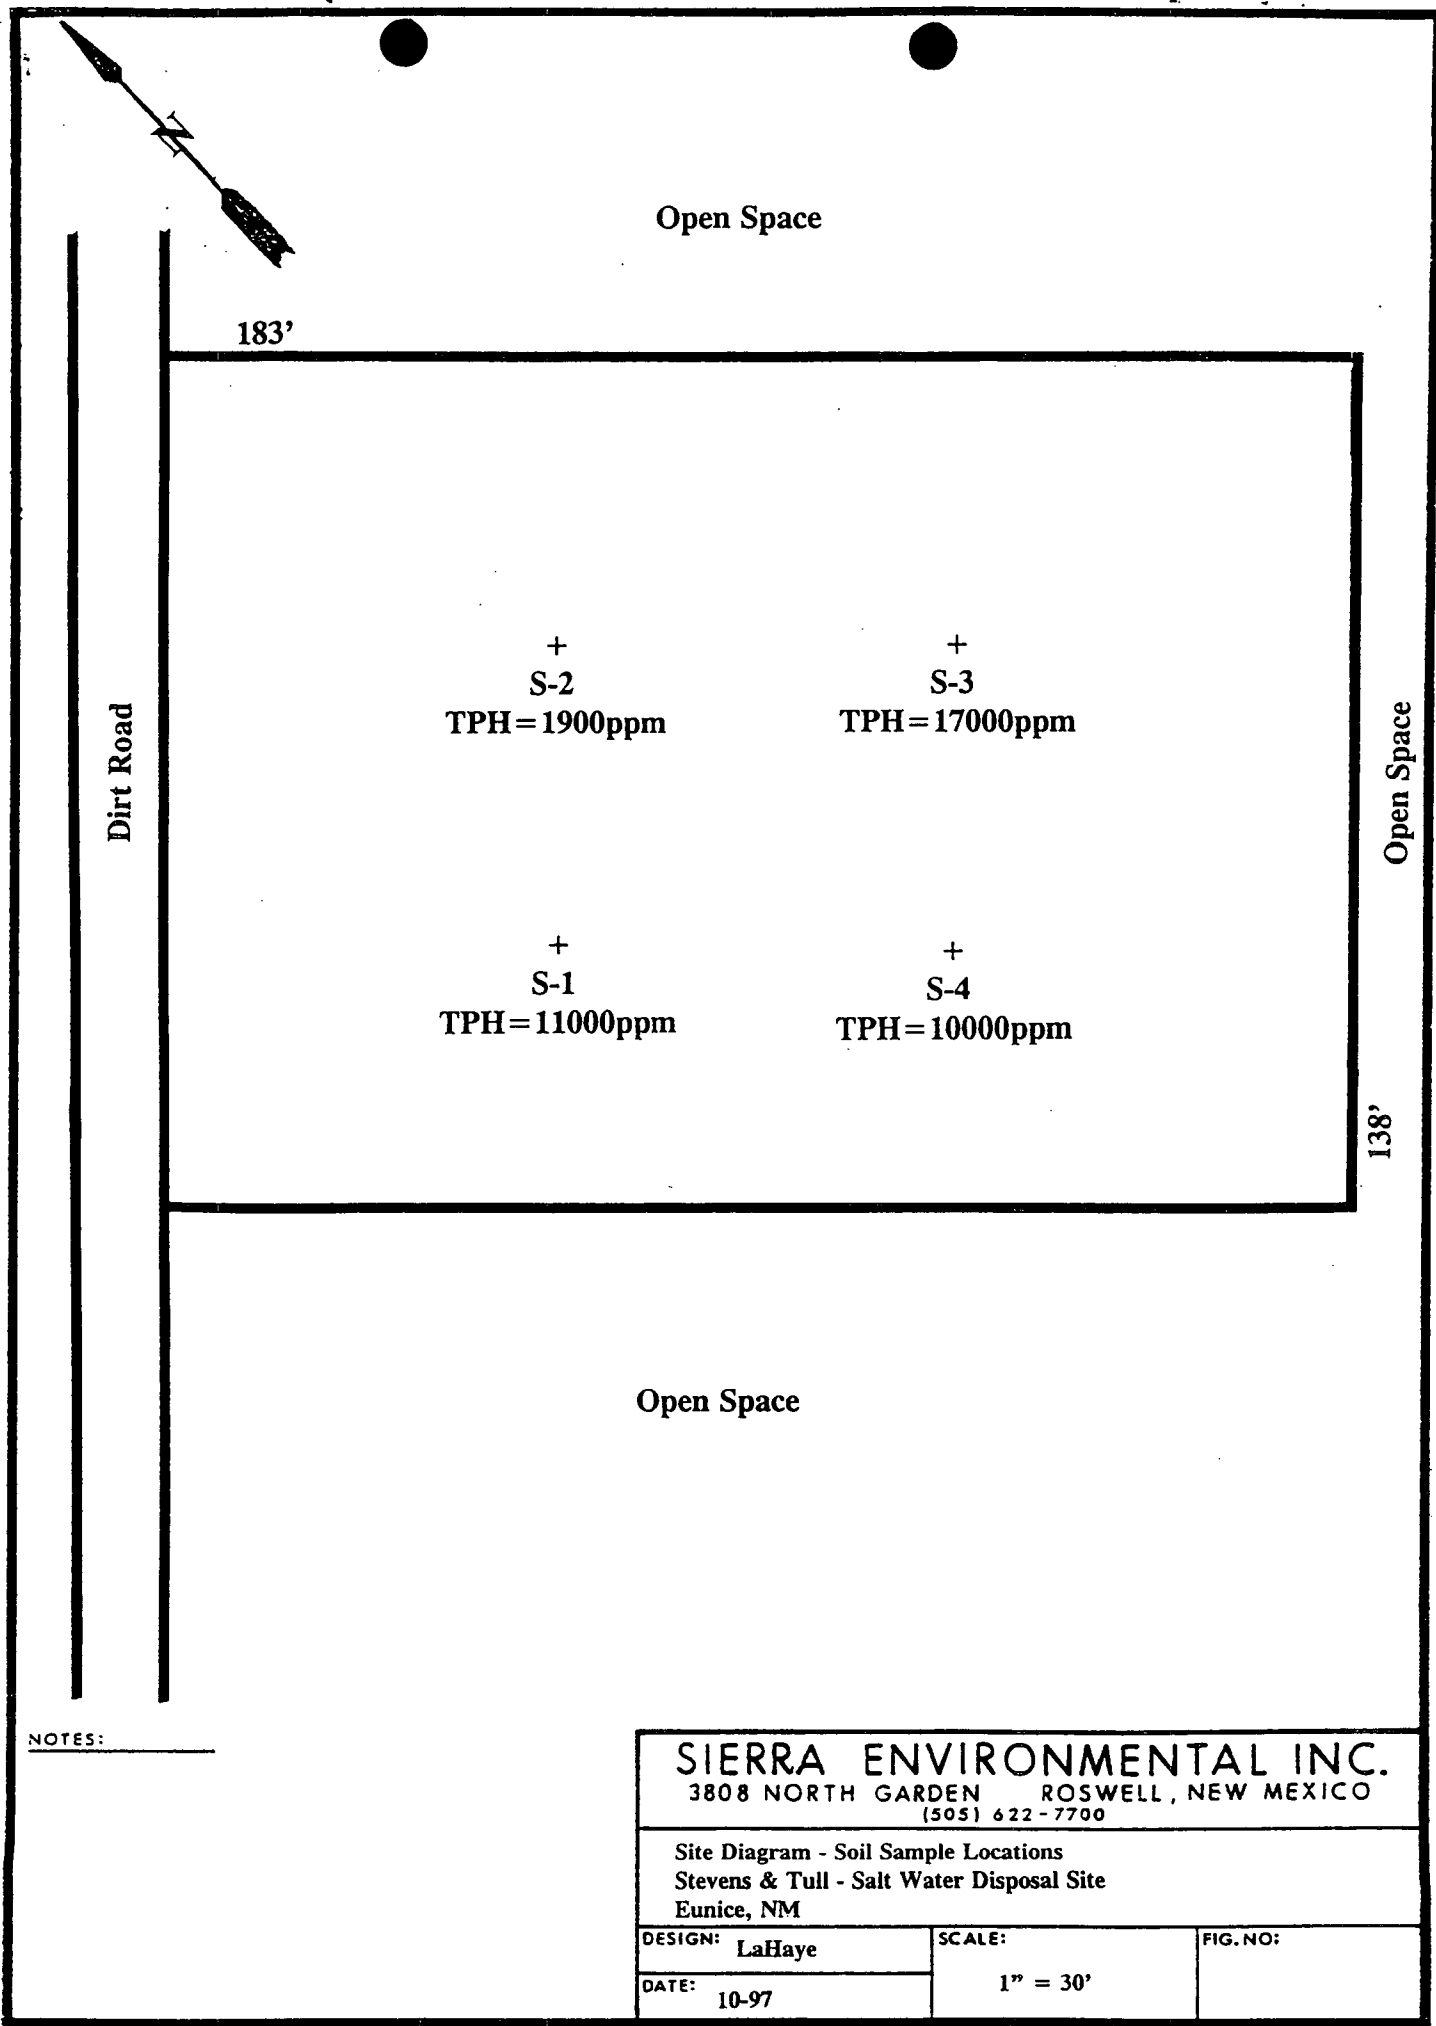 N
Open Space
183’
Dirt Road
+
S-2
TPH=1900ppm
+
S-3
TPH=17000ppm
Open Space
+
S-1
TPH=11000ppm
+
S-4
TPH=10000ppm
138’
Open Space
NOTES:
SIERRA ENVIRONMENTAL INC.
3808 NORTH GARDEN ROSWELL, NEW MEXICO
(505) 622-7700
Site Diagram - Soil Sample Locations
Stevens & Tull - Salt Water Disposal Site
Eunice, NM
DESIGN: LaHaye
SCALE:
1” = 30’
FIG. NO:
DATE: 10-97